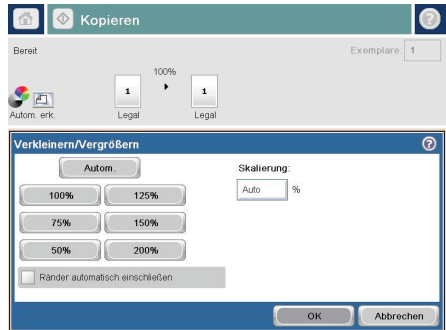 Kopieren
Bereit
Exemplare: 1
100%
1 1
Autom. erk. Legal Legal
Verkleinern/Vergrößern
Autom. Skalierung:
100% 125% Auto %
75% 150%
50% 200%
Ränder automatisch einschließen
OK Abbrechen